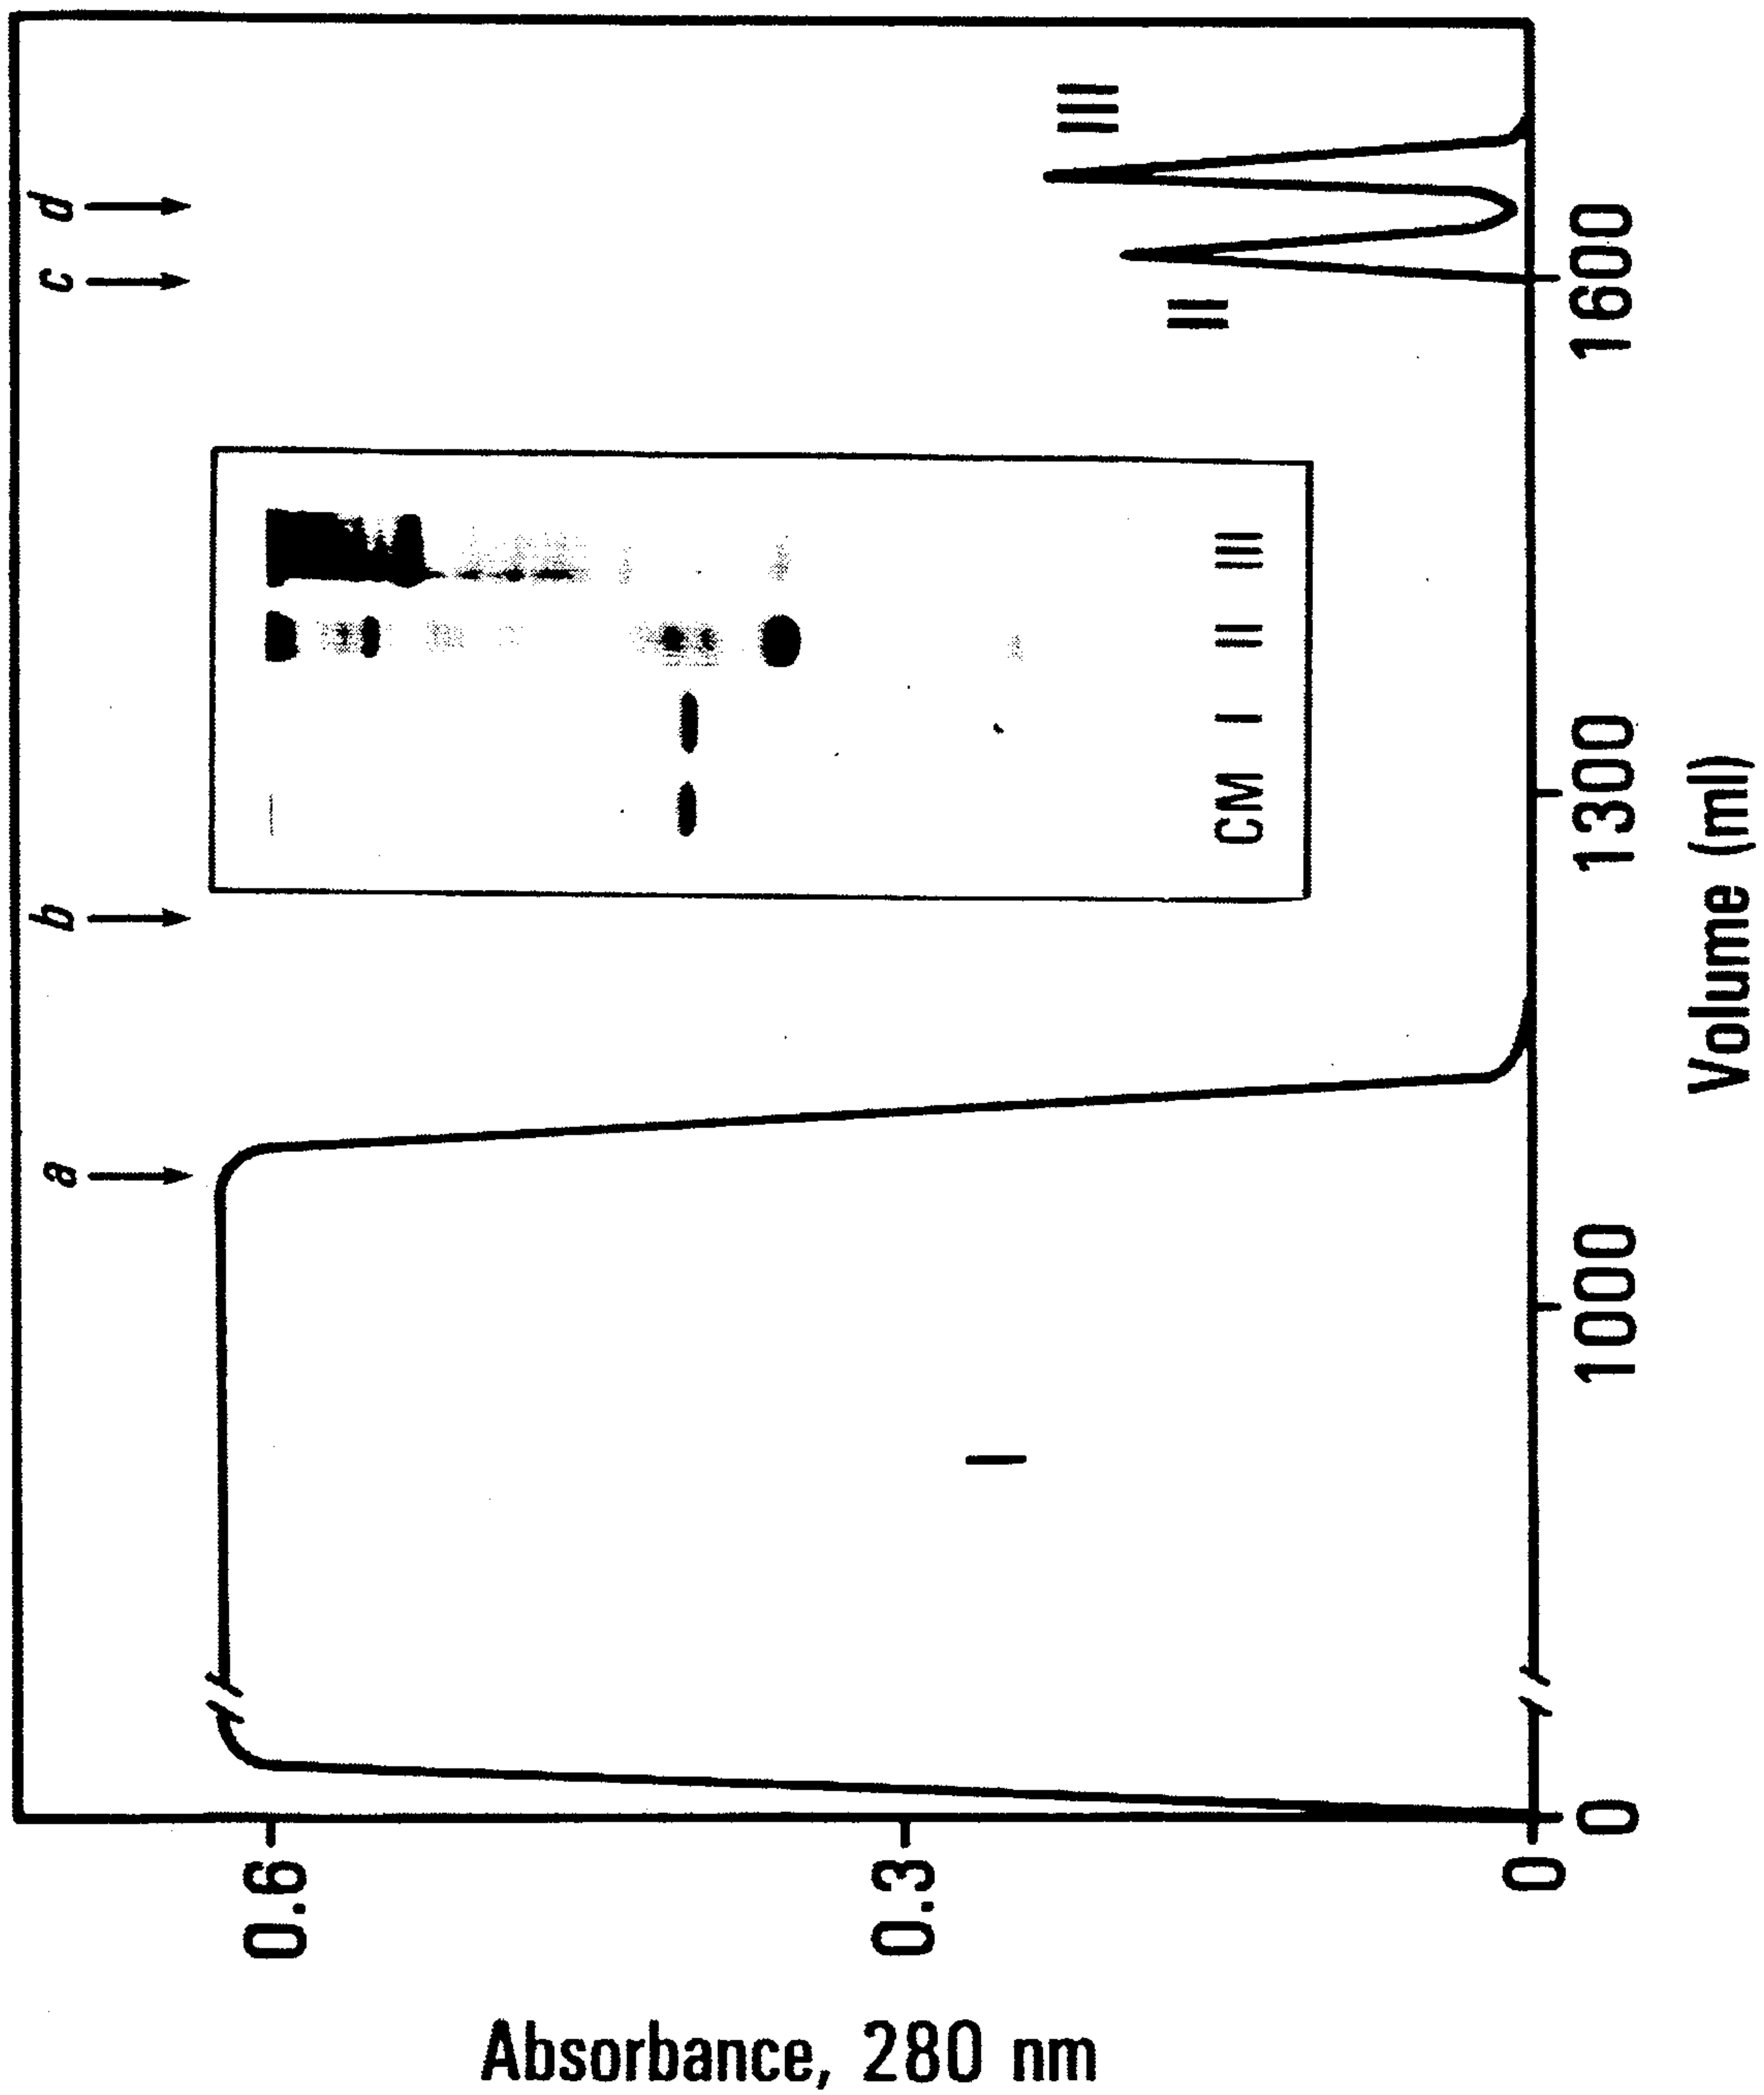 a b c d
0.6
0.3
0
I
II
III
CM I II III
0 1000 1300 1600
Volume (ml)
Absorbance, 280 nm